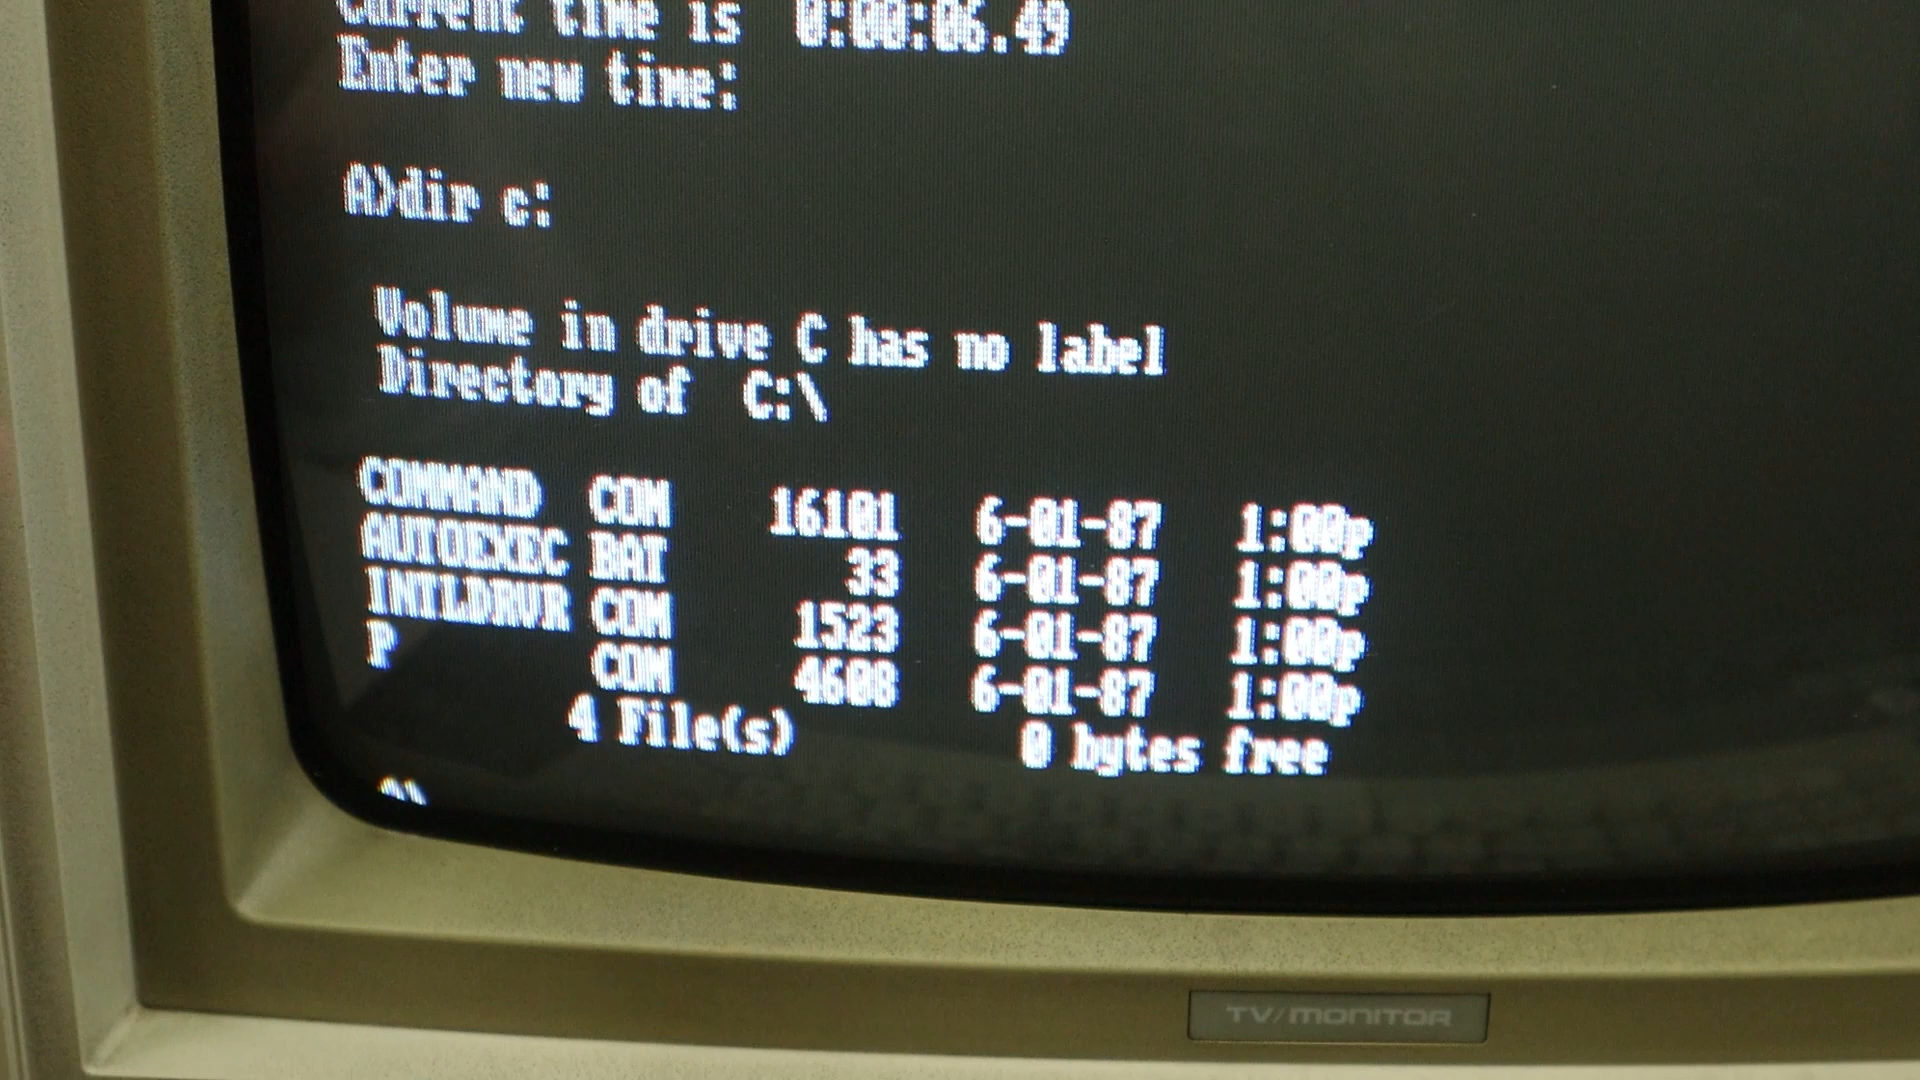 Current time is  0:00:06.49
Enter new time:
A>dir c:
Volume in drive C has no label
Directory of  C:\
COMMAND  COM    16101   6-01-87   1:00p
AUTOEXEC BAT       33   6-01-87   1:00p
INTLDRVR COM     1523   6-01-87   1:00p
P        COM     4608   6-01-87   1:00p
4 File(s)         0 bytes free
TV/MONITOR